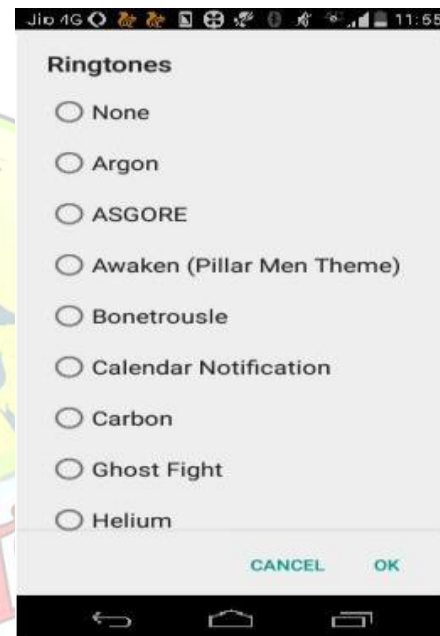 Jio 4G 11:55
Ringtones
None
Argon
ASGORE
Awaken (Pillar Men Theme)
Bonetrousle
Calendar Notification
Carbon
Ghost Fight
Helium
CANCEL OK